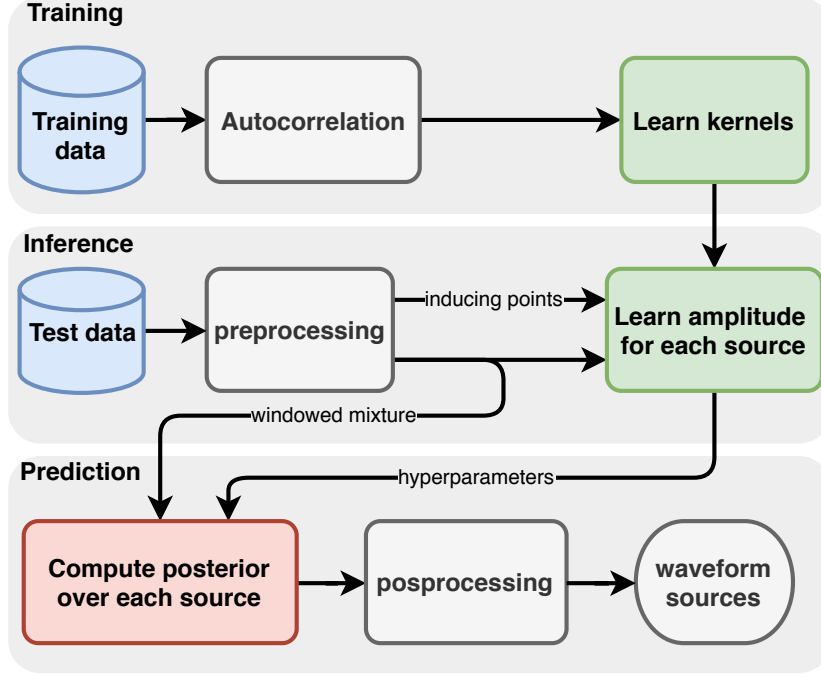 Training
Training
data
Autocorrelation
Learn kernels
Inference
Test data
preprocessing
inducing points
Learn amplitude
for each source
windowed mixture
Prediction
hyperparameters
Compute posterior
over each source
posprocessing
waveform
sources